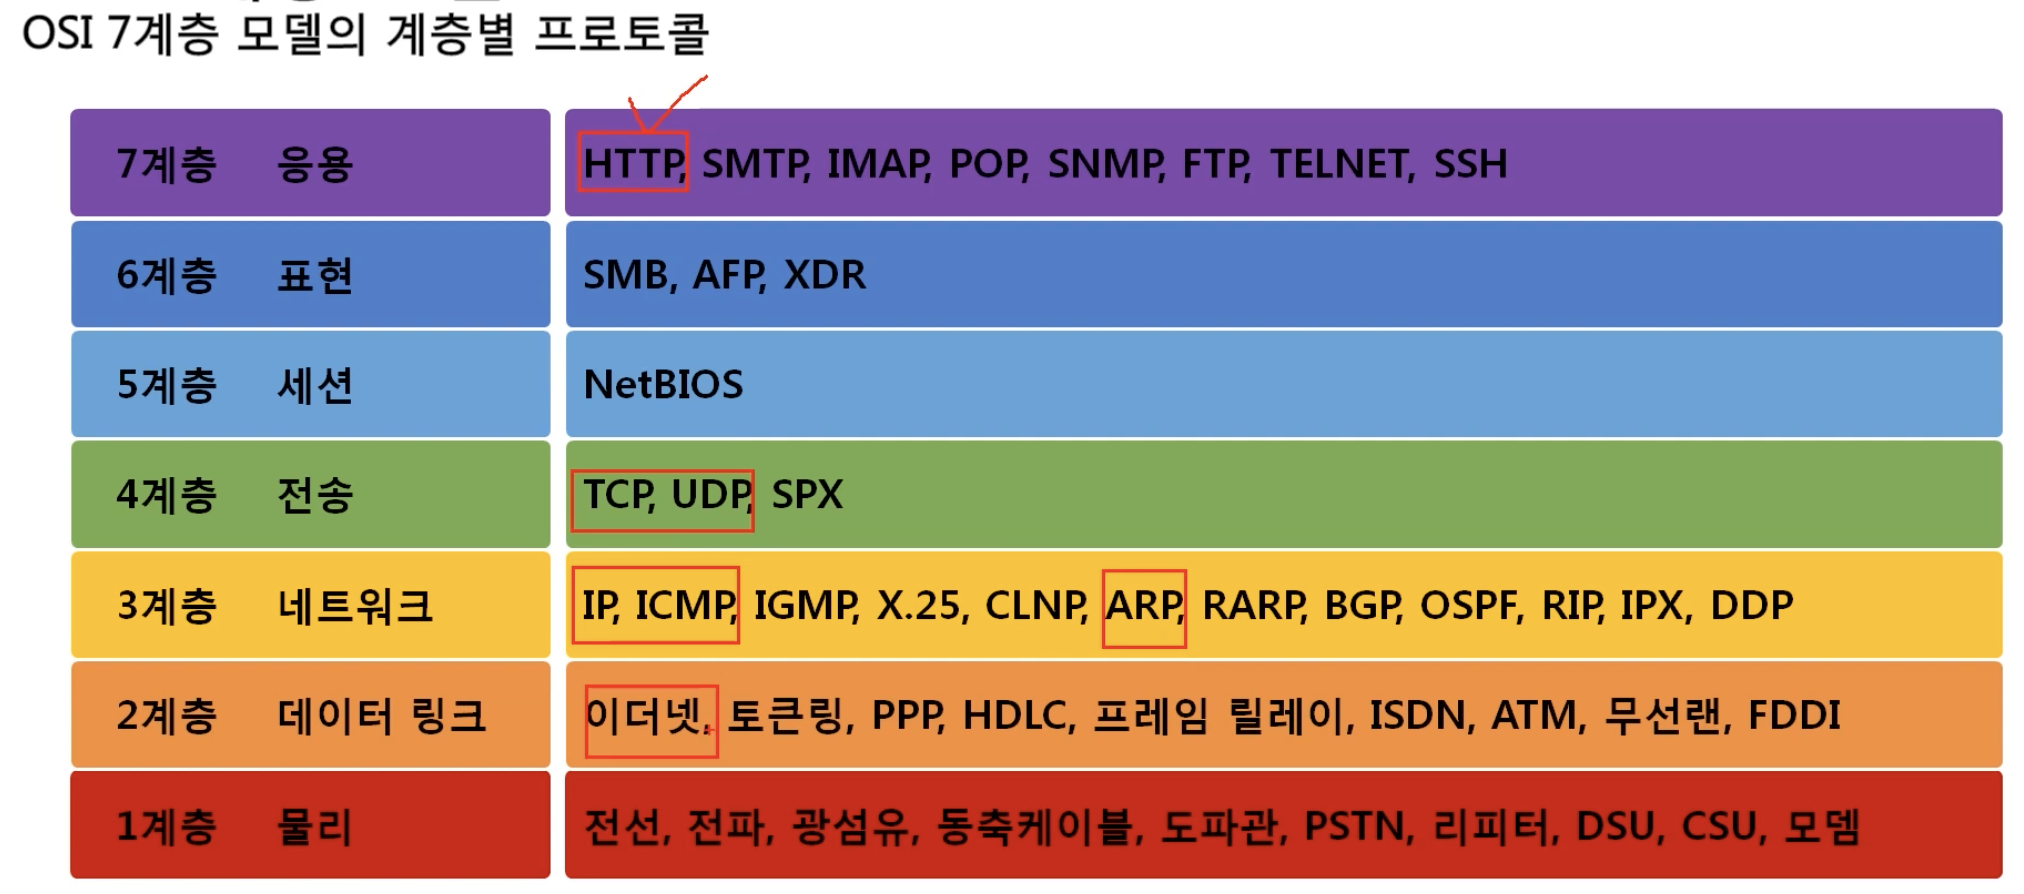 OSI 7계층 모델의 계층별 프로토콜
7계층 응용 HTTP, SMTP, IMAP, POP, SNMP, FTP, TELNET, SSH
6계층 표현 SMB, AFP, XDR
5계층 세션 NetBIOS
4계층 전송 TCP, UDP, SPX
3계층 네트워크 IP, ICMP, IGMP, X.25, CLNP, ARP, RARP, BGP, OSPF, RIP, IPX, DDP
2계층 데이터 링크 이더넷, 토큰링, PPP, HDLC, 프레임 릴레이, ISDN, ATM, 무선랜, FDDI
1계층 물리 전선, 전파, 광섬유, 동축케이블, 도파관, PSTN, 리피터, DSU, CSU, 모뎀